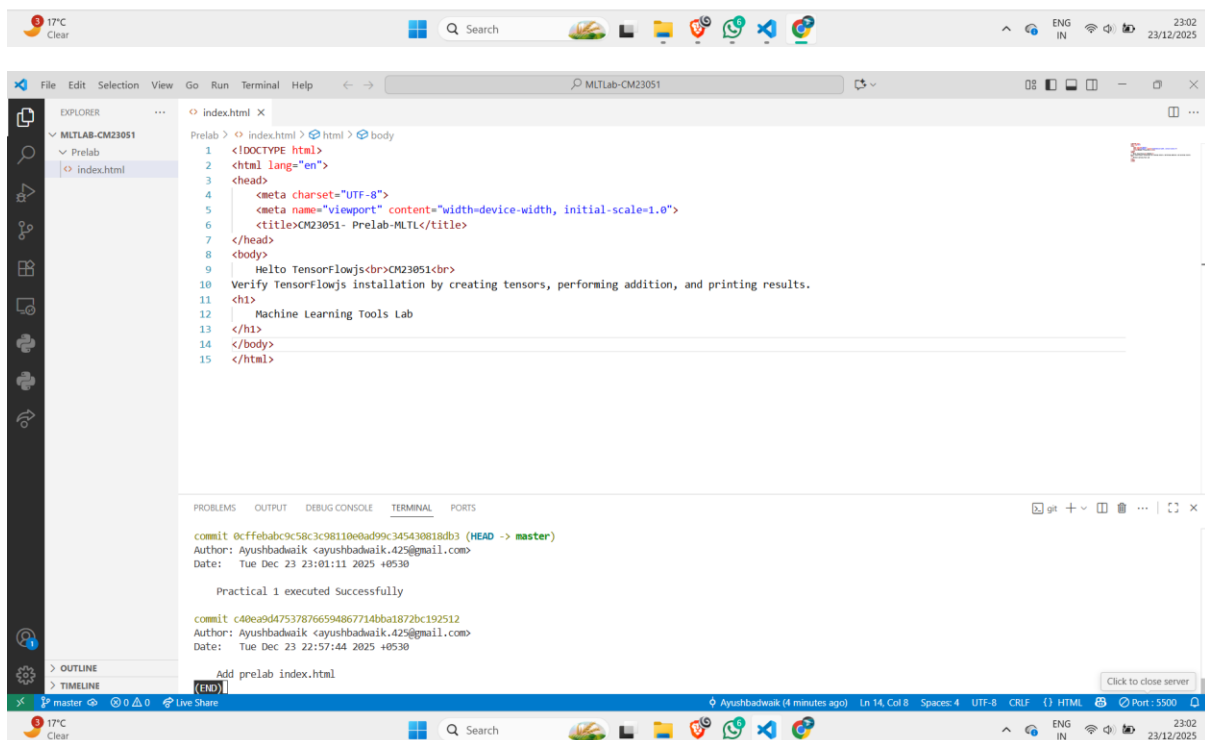 3
17°C
Clear
Search
6
ENG
IN
23:02
23/12/2025
File Edit Selection View Go Run Terminal Help
MLTLab-CM23051
EXPLORER
index.html
MLTLAB-CM23051
Prelab
index.html
Prelab > index.html > html > body
1 <!DOCTYPE html>
2 <html lang="en">
3 <head>
4 <meta charset="UTF-8">
5 <meta name="viewport" content="width=device-width, initial-scale=1.0">
6 <title>CM23051- Prelab-MLTL</title>
7 </head>
8 <body>
9 Helto TensorFlowjs<br>CM23051<br>
10 Verify TensorFlowjs installation by creating tensors, performing addition, and printing results.
11 <h1>
12 Machine Learning Tools Lab
13 </h1>
14 </body>
15 </html>
PROBLEMS OUTPUT DEBUG CONSOLE TERMINAL PORTS
git
commit 0cffebabc9c58c3c98110e0ad99c345430818db3 (HEAD -> master)
Author: Ayushbadwaik <ayushbadwaik.425@gmail.com>
Date: Tue Dec 23 23:01:11 2025 +0530
Practical 1 executed Successfully
commit c40ea9d475378766594867714bba1872bc192512
Author: Ayushbadwaik <ayushbadwaik.425@gmail.com>
Date: Tue Dec 23 22:57:44 2025 +0530
Add prelab index.html
(END)
1
OUTLINE
TIMELINE
Click to close server
master 0 0 Live Share Ayushbadwaik (4 minutes ago) Ln 14, Col 8 Spaces: 4 UTF-8 CRLF {} HTML Port : 5500
3
17°C
Clear
Search
6
ENG
IN
23:02
23/12/2025